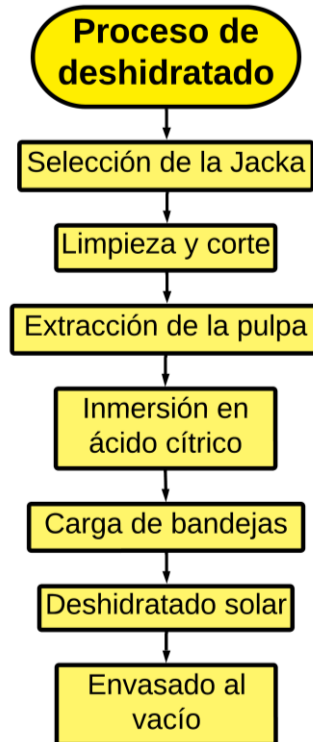 Proceso de
deshidratado
Selección de la Jacka
Limpieza y corte
Extracción de la pulpa
Inmersión en
ácido cítrico
Carga de bandejas
Deshidratado solar
Envasado al
vacío